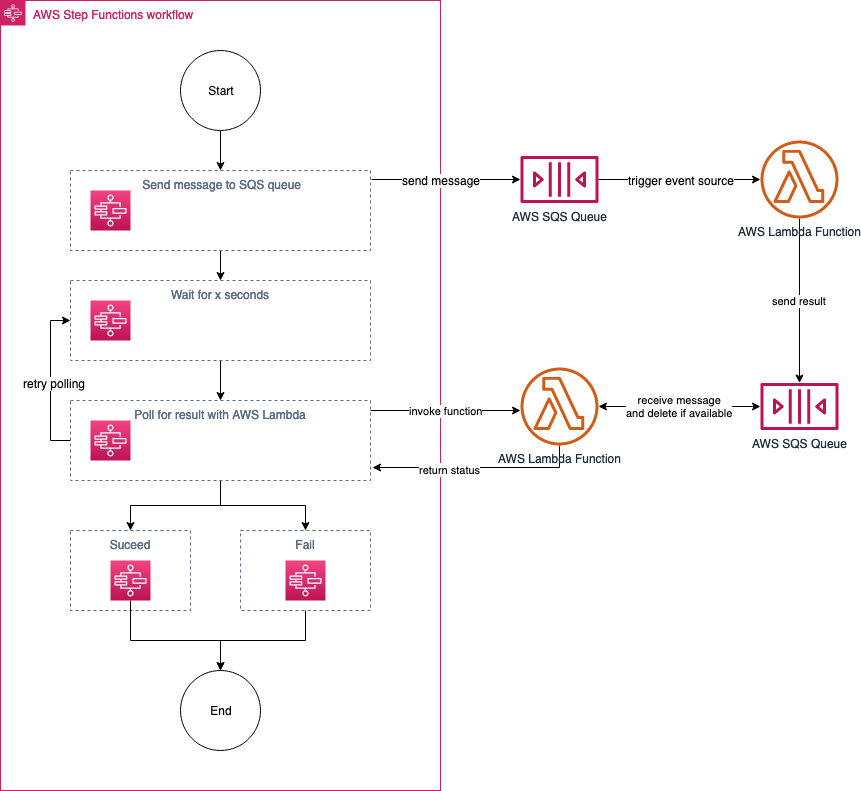 AWS Step Functions workflow
Start
Send message to SQS queue
send message
trigger event source
AWS SQS Queue
AWS Lambda Function
Wait for x seconds
send result
retry polling
Poll for result with AWS Lambda
invoke function
receive message
and delete if available
AWS SQS Queue
AWS Lambda Function
return status
Suceed
Fail
End